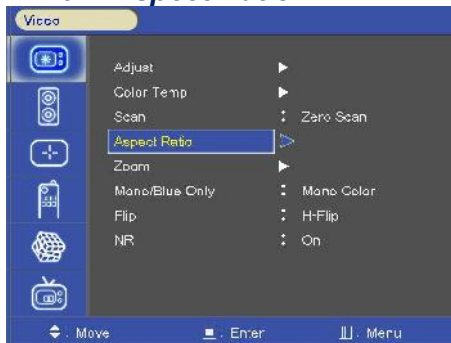 Video
Adjust
Color Temp
Scan : Zero Scan
Aspect Ratio
Zoom
Mono/Blue Only : Mono Color
Flip : H-Flip
NR : On
: Move : Enter : Menu